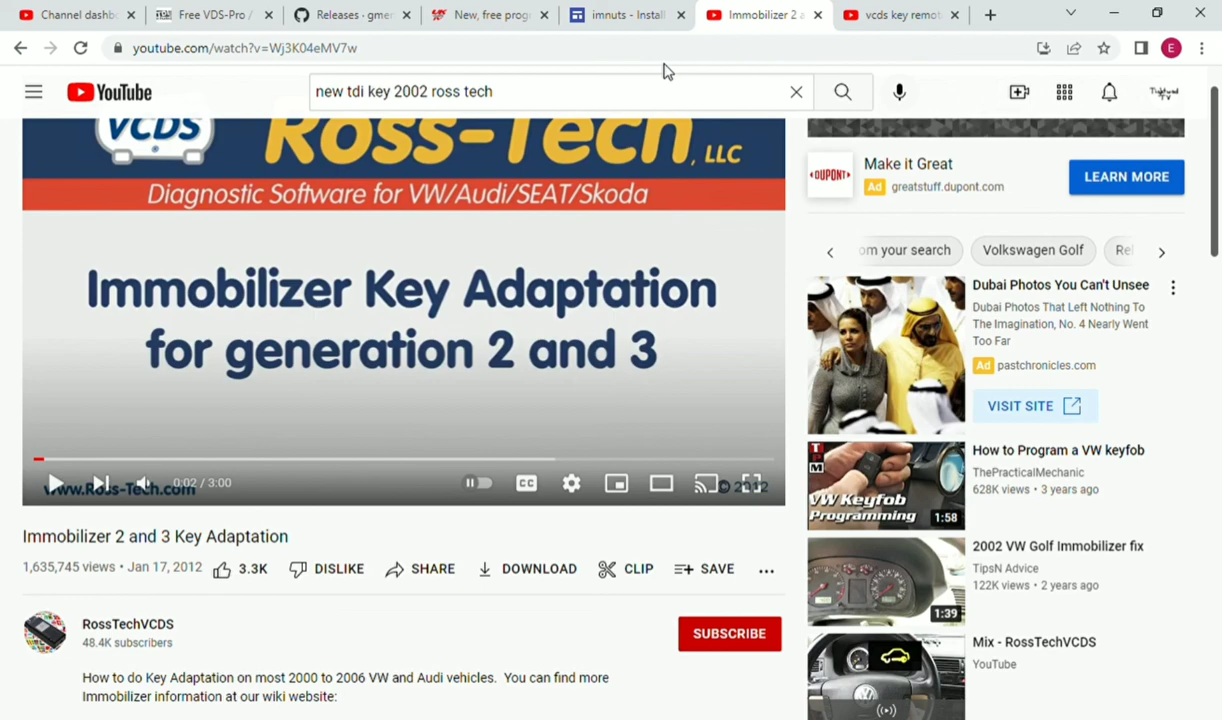 Channel dashb
Free VDS-Pro /
Releases · gmer
New, free prog
imnuts - Instal
Immobilizer 2 a
vcds key remot
youtube.com/watch?v=Wj3K04eMV7w
E
YouTube
new tdi key 2002 ross tech
VCDS
Ross-Tech, LLC
Diagnostic Software for VW/Audi/SEAT/Skoda
Immobilizer Key Adaptation
for generation 2 and 3
www.Ross-Tech.com
© 2012
0:02 / 3:00
CC
Immobilizer 2 and 3 Key Adaptation
1,635,745 views • Jan 17, 2012
3.3K
DISLIKE
SHARE
DOWNLOAD
CLIP
SAVE
RossTechVCDS
48.4K subscribers
SUBSCRIBE
How to do Key Adaptation on most 2000 to 2006 VW and Audi vehicles. You can find more
Immobilizer information at our wiki website:
DUPONT
Make it Great
Ad greatstuff.dupont.com
LEARN MORE
om your search
Volkswagen Golf
Rel
Dubai Photos You Can't Unsee
Dubai Photos That Left Nothing To
The Imagination, No. 4 Nearly Went
Too Far
Ad pastchronicles.com
VISIT SITE
TPM
VW Keyfob
Programming
1:58
How to Program a VW keyfob
ThePracticalMechanic
628K views • 3 years ago
1:39
2002 VW Golf Immobilizer fix
TipsN Advice
122K views • 2 years ago
Mix - RossTechVCDS
YouTube